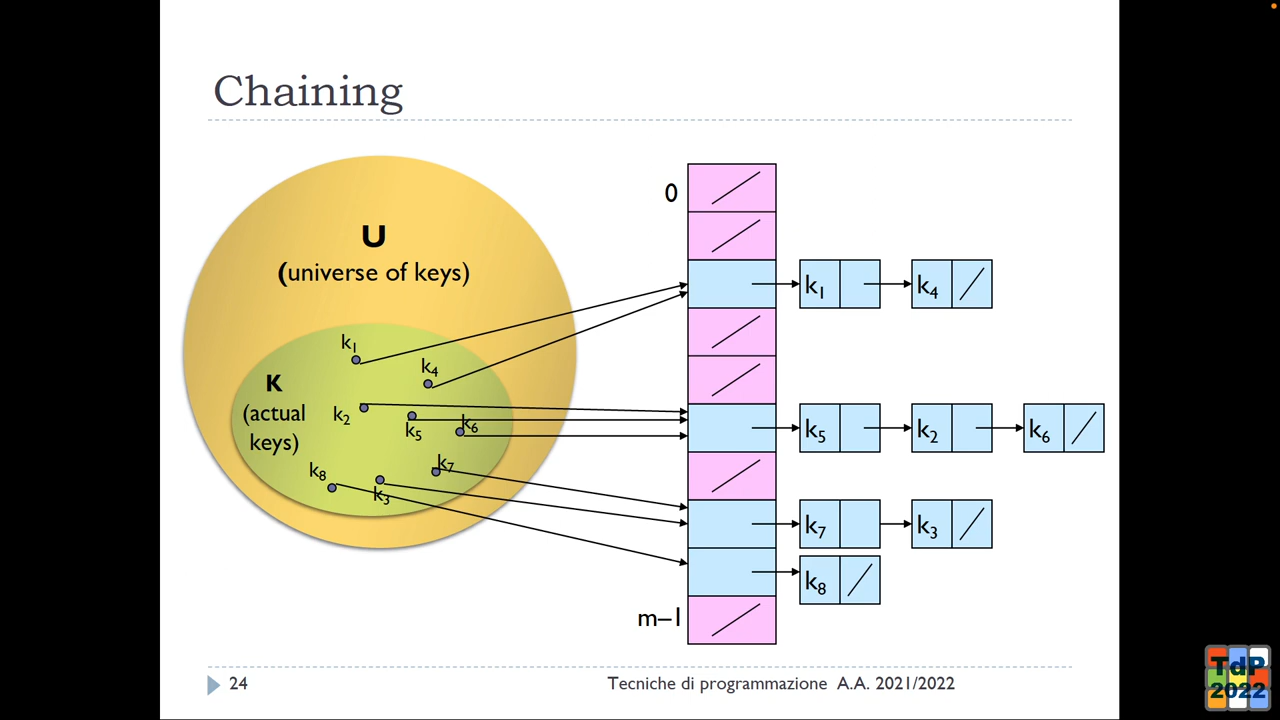 Chaining
U
(universe of keys)
K
(actual
keys)
k₁
k₄
k₂
k₅
k₆
k₇
k₈
k₃
0
m–1
k₁ k₄
k₅ k₂ k₆
k₇ k₃
k₈
24
Tecniche di programmazione A.A. 2021/2022
TdP
2022